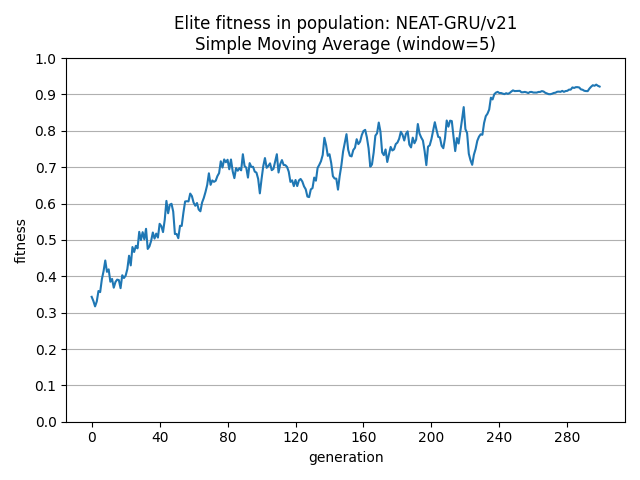 Elite fitness in population: NEAT-GRU/v21
Simple Moving Average (window=5)
1.0
0.9
0.8
0.7
0.6
0.5
0.4
0.3
0.2
0.1
0.0
fitness
0 40 80 120 160 200 240 280
generation